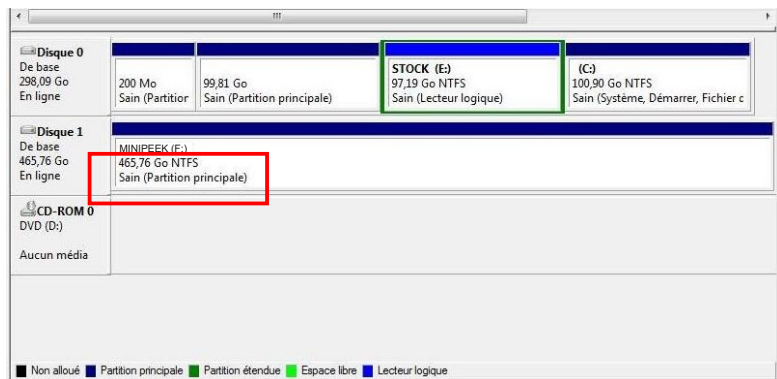 Disque 0
De base
298,09 Go
En ligne
200 Mo
Sain (Partition
99,81 Go
Sain (Partition principale)
STOCK (E:)
97,19 Go NTFS
Sain (Lecteur logique)
(C:)
100,90 Go NTFS
Sain (Système, Démarrer, Fichier c
Disque 1
De base
465,76 Go
En ligne
MINIPEEK (F:)
465,76 Go NTFS
Sain (Partition principale)
CD-ROM 0
DVD (D:)
Aucun média
Non alloué Partition principale Partition étendue Espace libre Lecteur logique